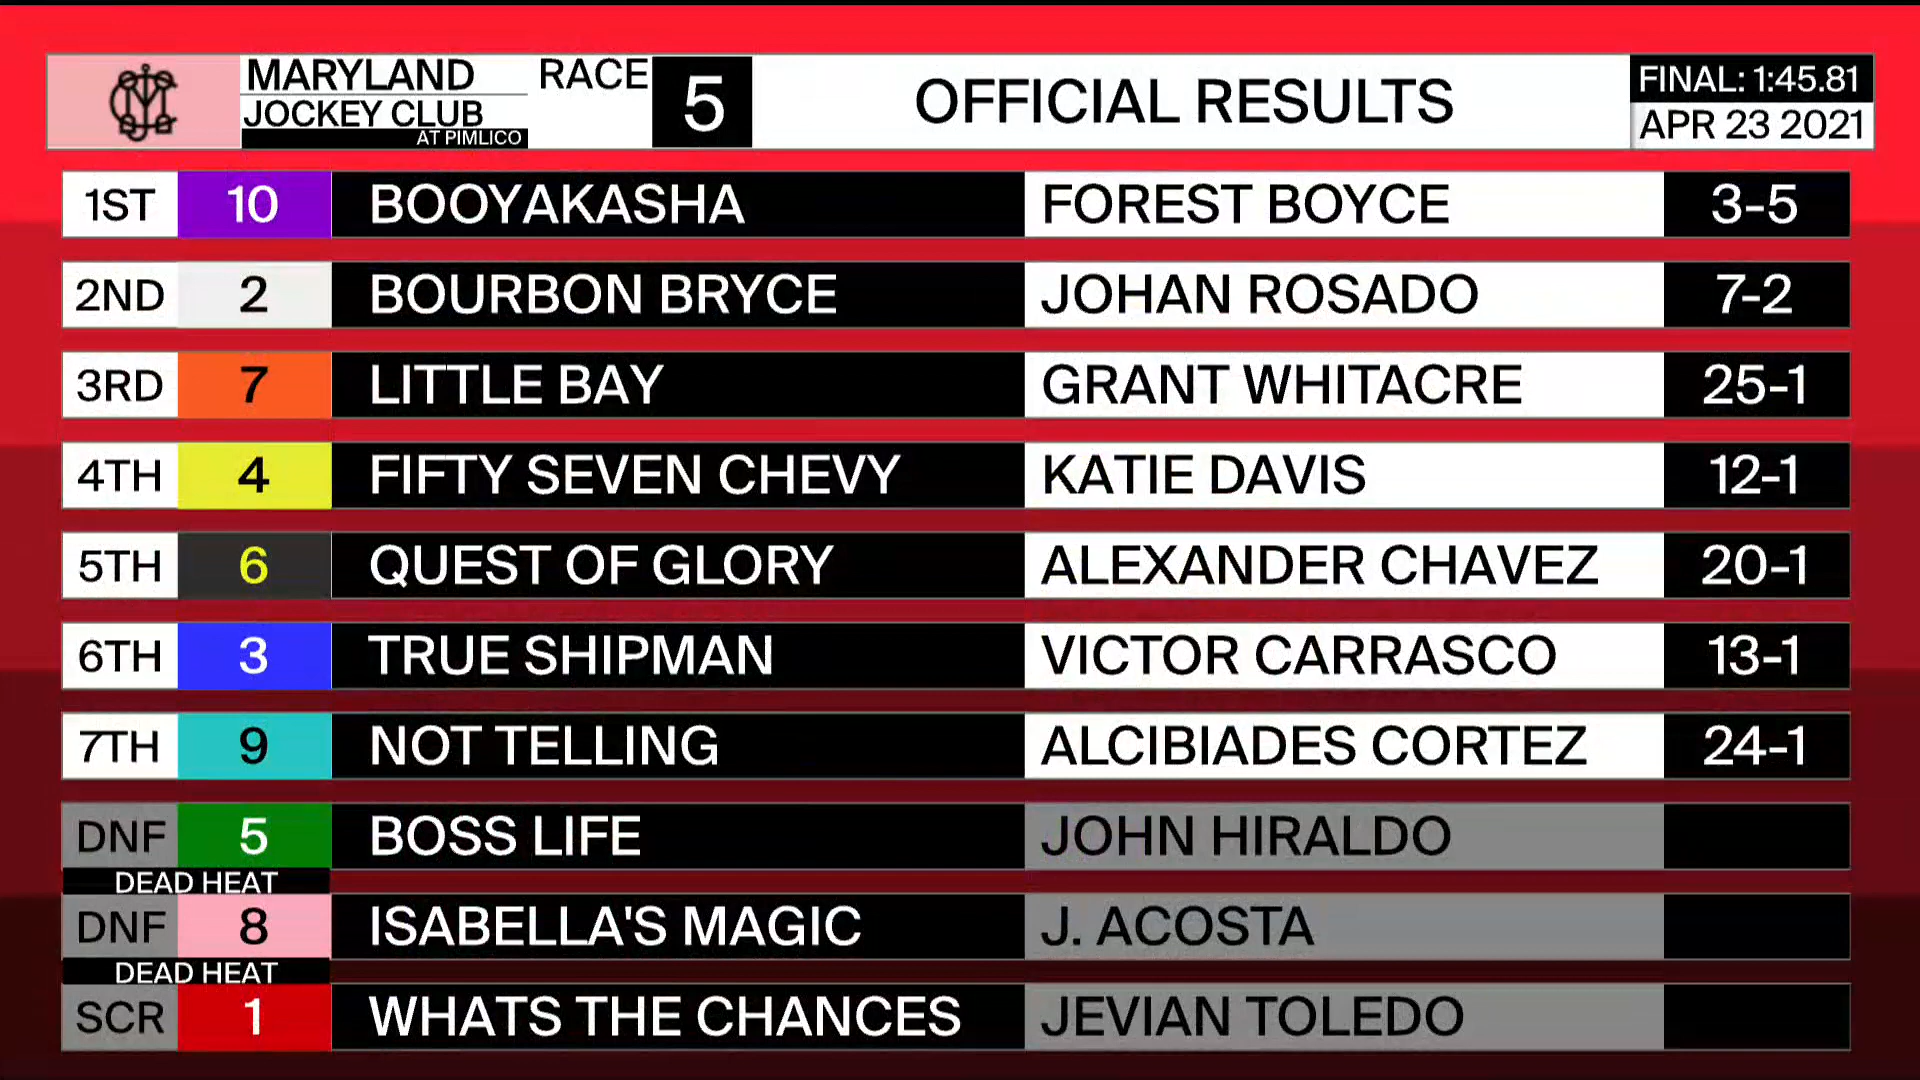 MARYLAND
JOCKEY CLUB
AT PIMLICO
RACE 5
OFFICIAL RESULTS
FINAL: 1:45.81
APR 23 2021
1ST 10 BOOYAKASHA FOREST BOYCE 3-5
2ND 2 BOURBON BRYCE JOHAN ROSADO 7-2
3RD 7 LITTLE BAY GRANT WHITACRE 25-1
4TH 4 FIFTY SEVEN CHEVY KATIE DAVIS 12-1
5TH 6 QUEST OF GLORY ALEXANDER CHAVEZ 20-1
6TH 3 TRUE SHIPMAN VICTOR CARRASCO 13-1
7TH 9 NOT TELLING ALCIBIADES CORTEZ 24-1
DNF 5 BOSS LIFE JOHN HIRALDO
DEAD HEAT
DNF 8 ISABELLA'S MAGIC J. ACOSTA
DEAD HEAT
SCR 1 WHATS THE CHANCES JEVIAN TOLEDO